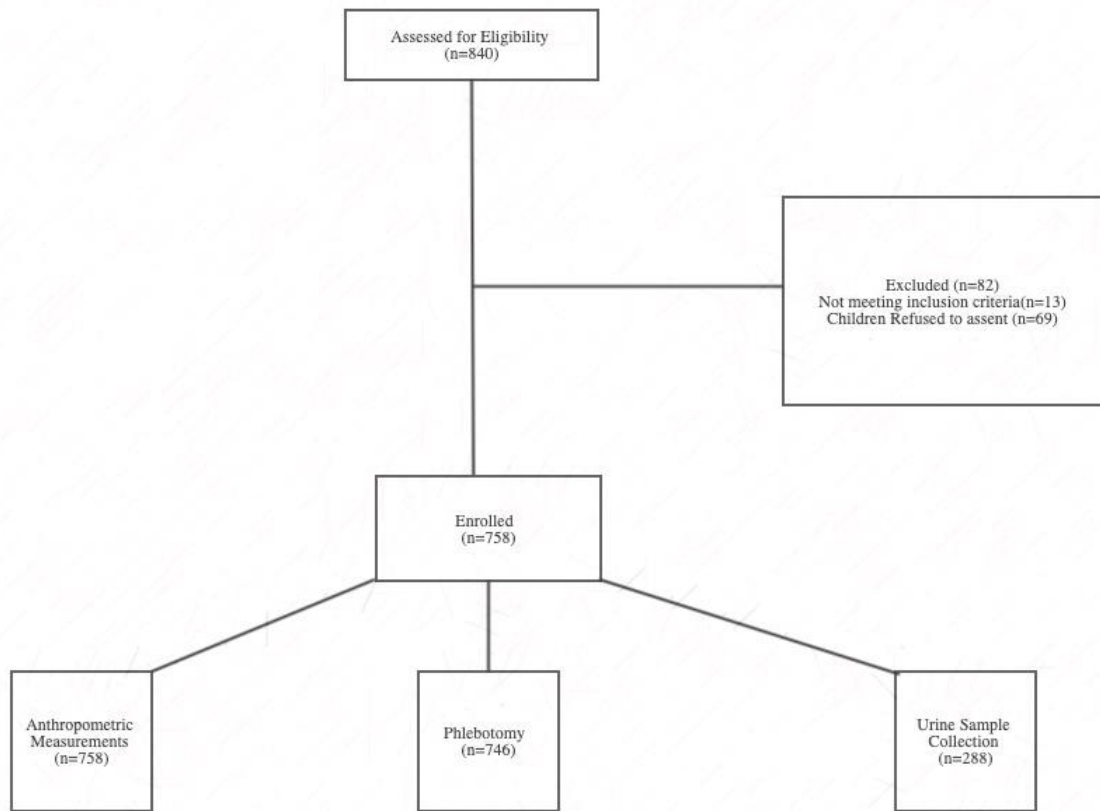 Assessed for Eligibility
(n=840)
Excluded (n=82)
Not meeting inclusion criteria(n=13)
Children Refused to assent (n=69)
Enrolled
(n=758)
Anthropometric
Measurements
(n=758)
Phlebotomy
(n=746)
Urine Sample
Collection
(n=288)